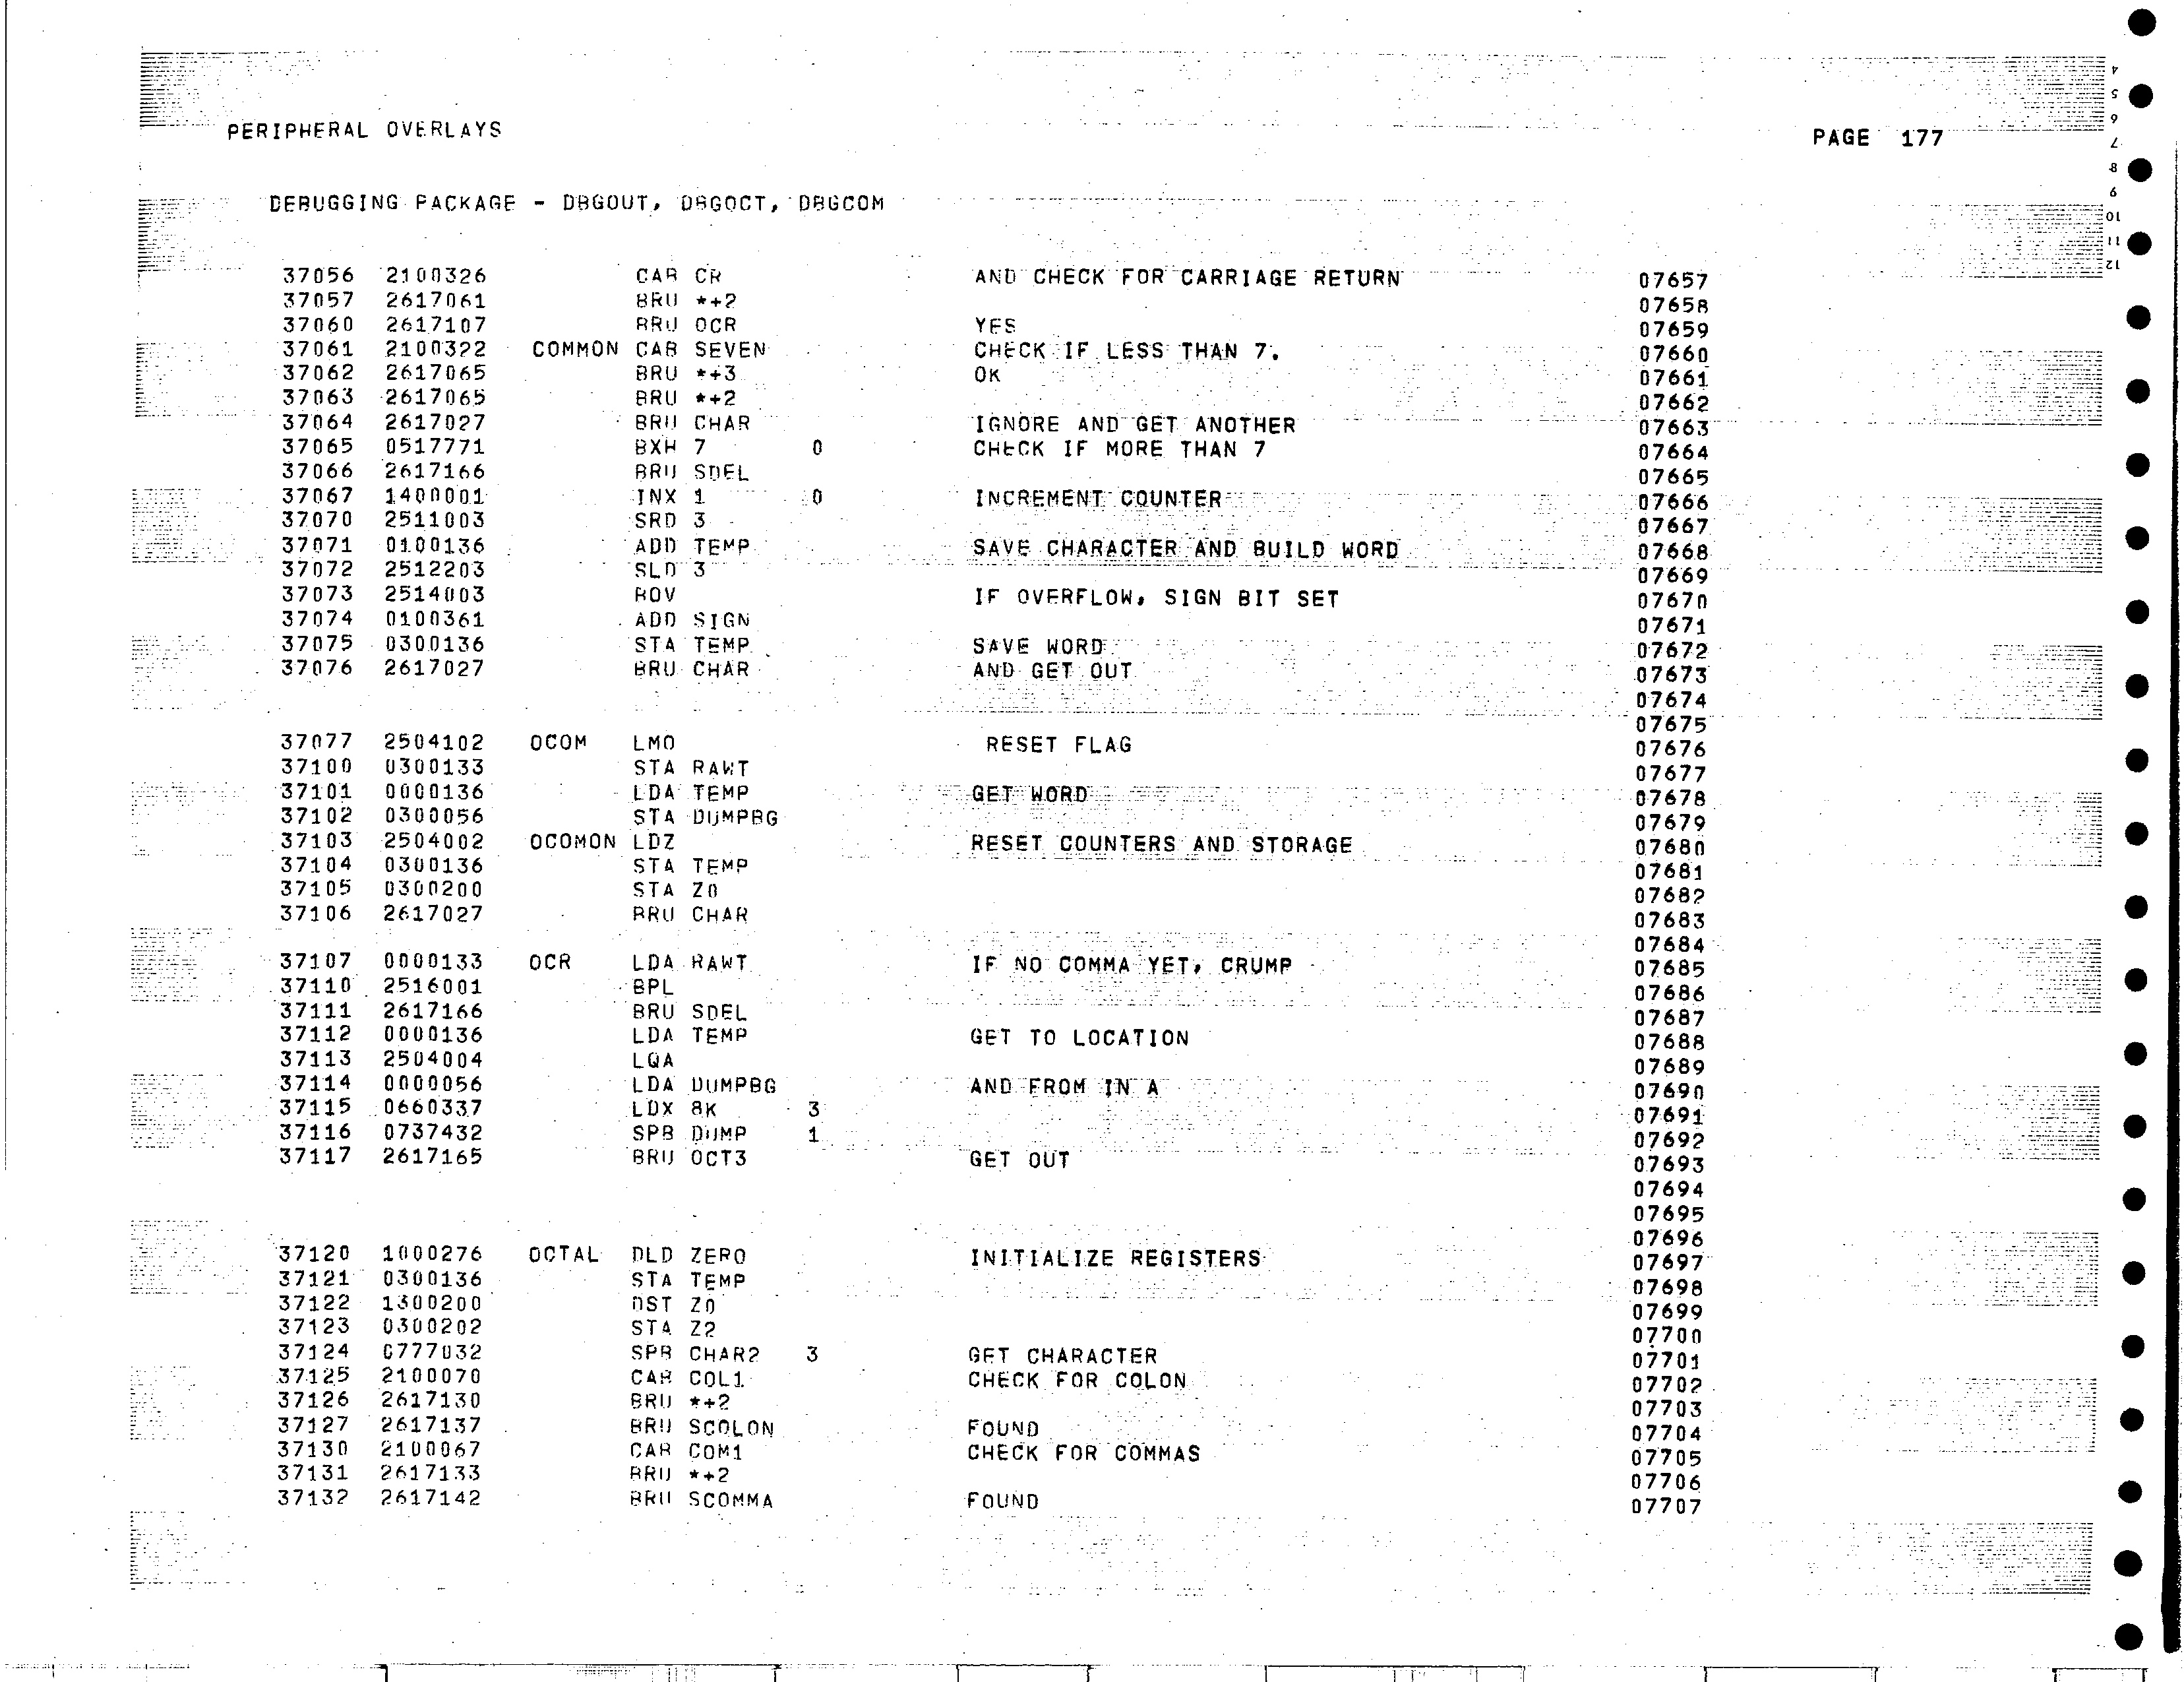 PERIPHERAL OVERLAYS PAGE 177
DEBUGGING PACKAGE - DBGOUT, DBGOCT, DBGCOM
37056 2100326 CAB CR AND CHECK FOR CARRIAGE RETURN 07657
37057 2617061 BRU *+2 07658
37060 2617107 BRU OCR YES 07659
37061 2100322 COMMON CAB SEVEN CHECK IF LESS THAN 7. 07660
37062 2617065 BRU *+3 OK 07661
37063 2617065 BRU *+2 07662
37064 2617027 BRU CHAR IGNORE AND GET ANOTHER 07663
37065 0517771 BXH 7 0 CHECK IF MORE THAN 7 07664
37066 2617166 BRU SDEL 07665
37067 1400001 INX 1 0 INCREMENT COUNTER 07666
37070 2511003 SRD 3 07667
37071 0100136 ADD TEMP SAVE CHARACTER AND BUILD WORD 07668
37072 2512203 SLD 3 07669
37073 2514003 BOV IF OVERFLOW, SIGN BIT SET 07670
37074 0100361 ADD SIGN 07671
37075 0300136 STA TEMP SAVE WORD 07672
37076 2617027 BRU CHAR AND GET OUT 07673
07674
07675
37077 2504102 OCOM LMO RESET FLAG 07676
37100 0300133 STA RAWT 07677
37101 0000136 LDA TEMP GET WORD 07678
37102 0300056 STA DUMPBG 07679
37103 2504002 OCOMON LDZ RESET COUNTERS AND STORAGE 07680
37104 0300136 STA TEMP 07681
37105 0300200 STA Z0 07682
37106 2617027 BRU CHAR 07683
07684
37107 0000133 OCR LDA RAWT IF NO COMMA YET, CRUMP 07685
37110 2516001 BPL 07686
37111 2617166 BRU SDEL 07687
37112 0000136 LDA TEMP GET TO LOCATION 07688
37113 2504004 LQA 07689
37114 0000056 LDA DUMPBG AND FROM IN A 07690
37115 0660337 LDX 8K 3 07691
37116 0737432 SPB DUMP 1 07692
37117 2617165 BRU OCT3 GET OUT 07693
07694
07695
07696
37120 1000276 OCTAL DLD ZERO INITIALIZE REGISTERS 07697
37121 0300136 STA TEMP 07698
37122 1300200 DST Z0 07699
37123 0300202 STA Z2 07700
37124 0777032 SPB CHAR2 3 GET CHARACTER 07701
37125 2100070 CAB COL1 CHECK FOR COLON 07702
37126 2617130 BRU *+2 07703
37127 2617137 BRU SCOLON FOUND 07704
37130 2100067 CAB COM1 CHECK FOR COMMAS 07705
37131 2617133 BRU *+2 07706
37132 2617142 BRU SCOMMA FOUND 07707
4
5
6
7
8
9
10
11
12